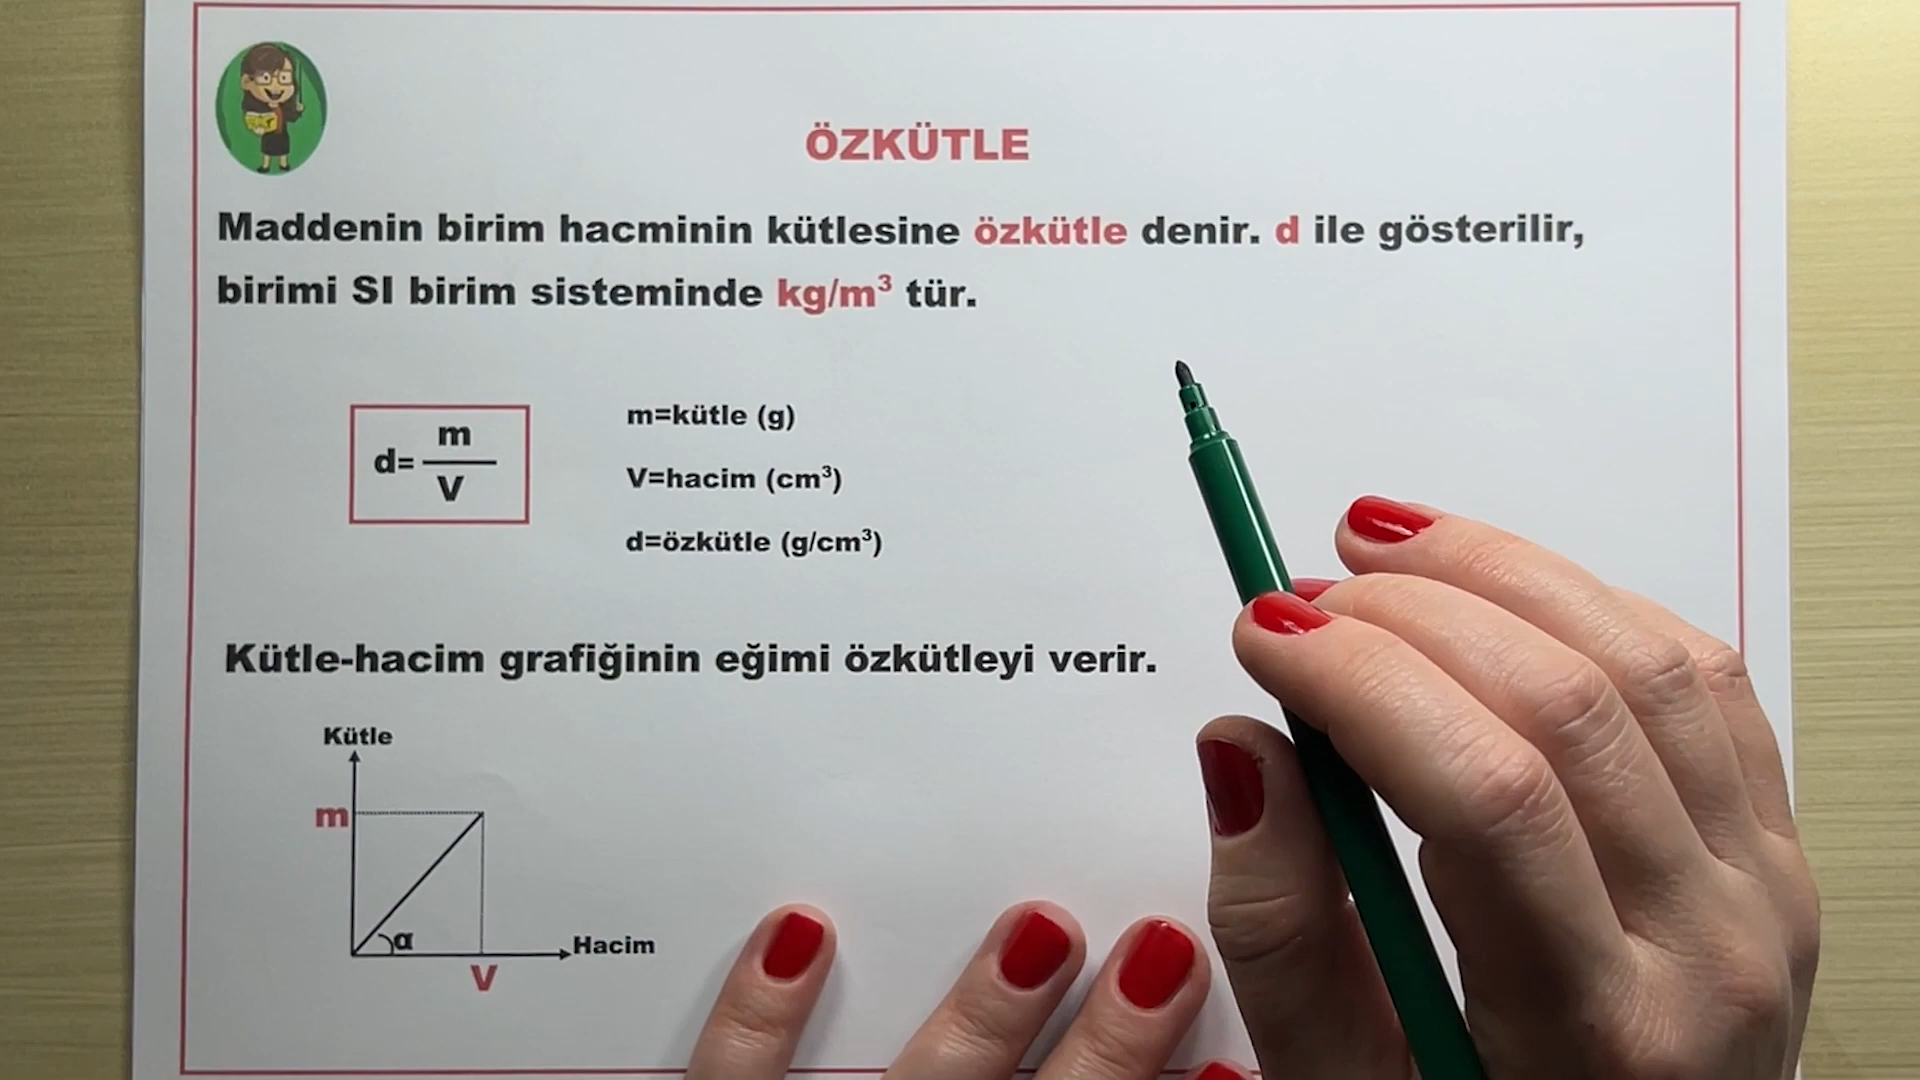 ÖZKÜTLE
Maddenin birim hacminin kütlesine özkütle denir. d ile gösterilir,
birimi SI birim sisteminde kg/m³ tür.
d= m
V
m=kütle (g)
V=hacim (cm³)
d=özkütle (g/cm³)
Kütle-hacim grafiğinin eğimi özkütleyi verir.
Kütle
m
α
Hacim
V